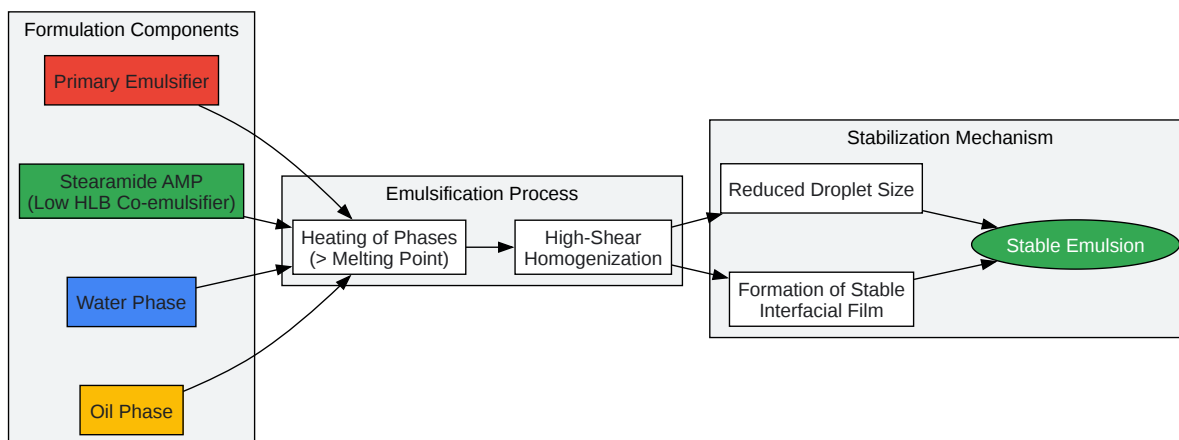 Formulation Components
Primary Emulsifier
Stearamide AMP
(Low HLB Co-emulsifier)
Water Phase
Oil Phase
Emulsification Process
Heating of Phases
(> Melting Point)
High-Shear
Homogenization
Stabilization Mechanism
Reduced Droplet Size
Formation of Stable
Interfacial Film
Stable Emulsion